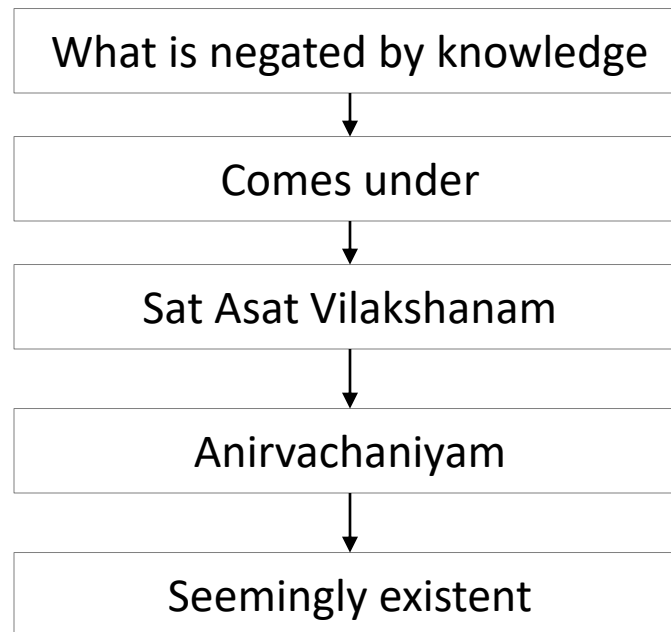 What is negated by knowledge
Comes under
Sat Asat Vilakshanam
Anirvachaniyam
Seemingly existent